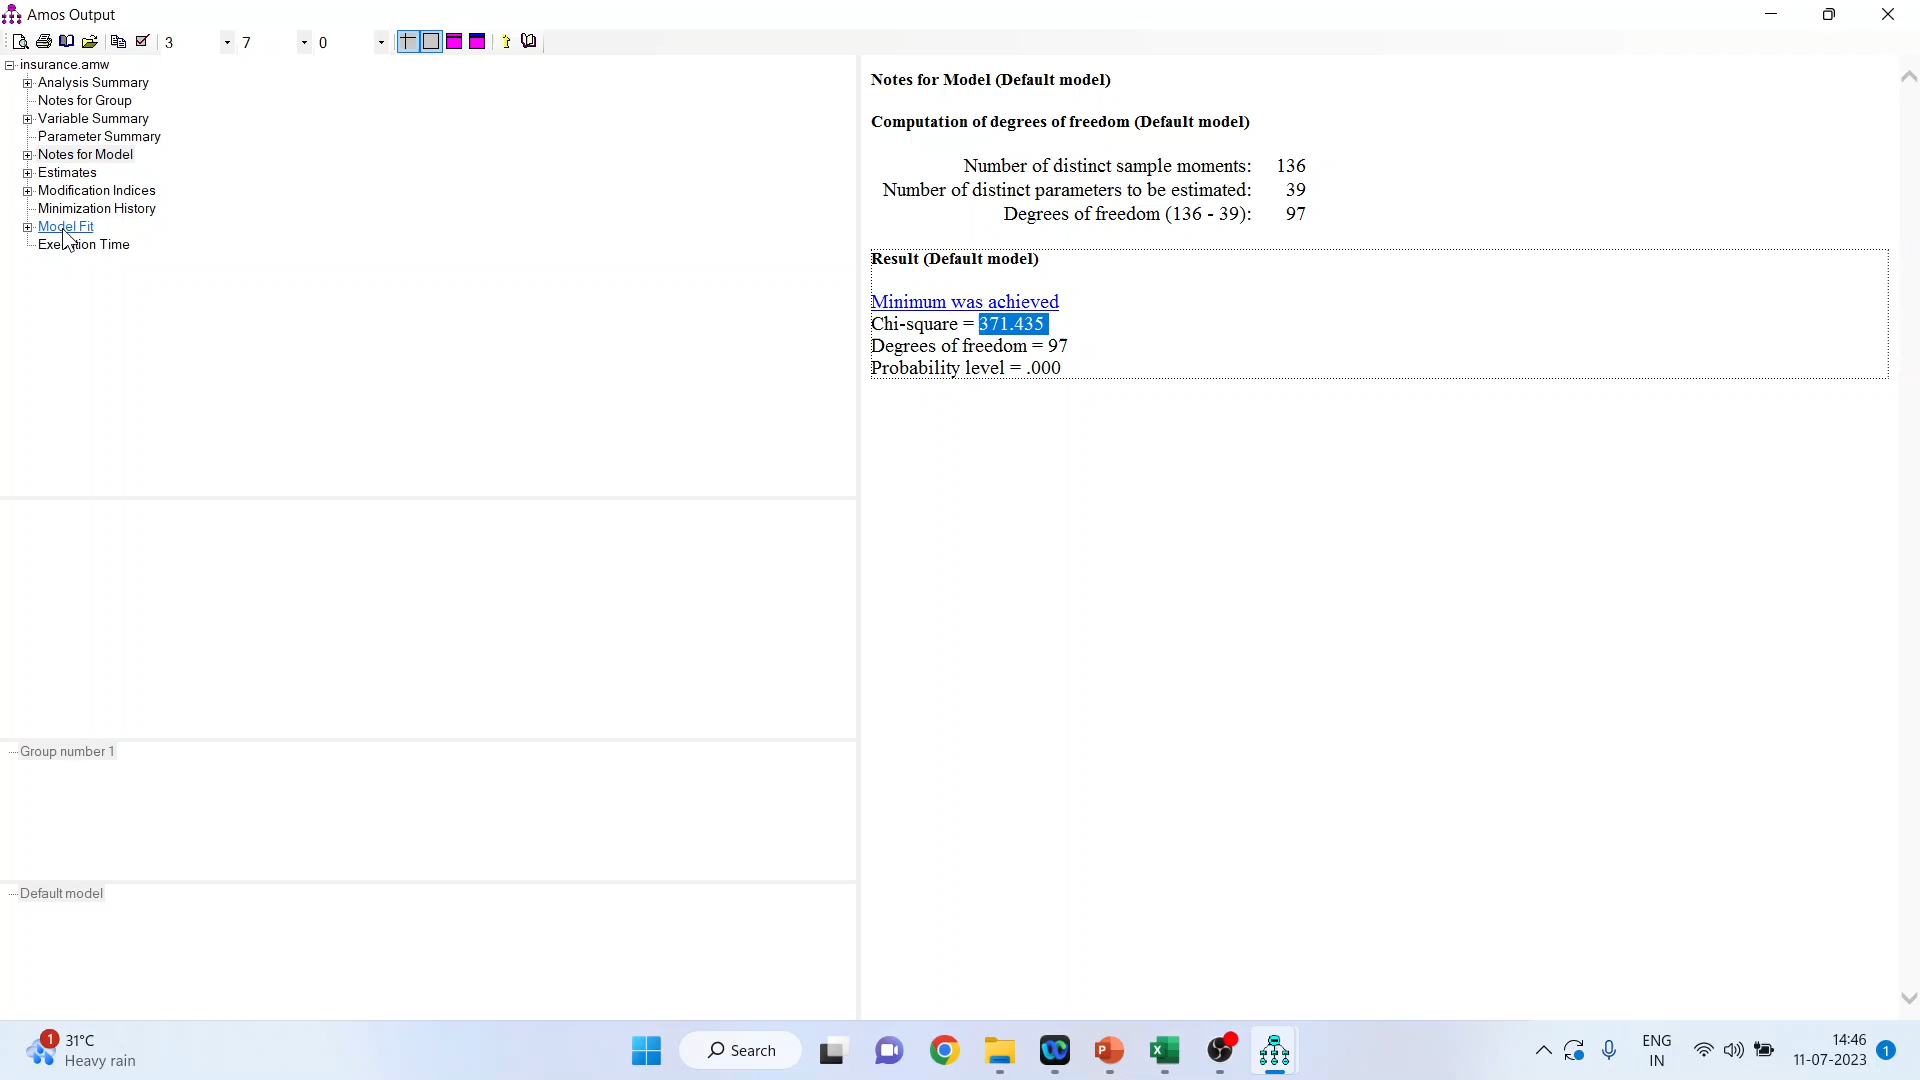 Amos Output
3 7 0
insurance.amw
Analysis Summary
Notes for Group
Variable Summary
Parameter Summary
Notes for Model
Estimates
Modification Indices
Minimization History
Model Fit
Execution Time
Group number 1
Default model
Notes for Model (Default model)
Computation of degrees of freedom (Default model)
Number of distinct sample moments: 136
Number of distinct parameters to be estimated: 39
Degrees of freedom (136 - 39): 97
Result (Default model)
Minimum was achieved
Chi-square = 371.435
Degrees of freedom = 97
Probability level = .000
1 31°C
Heavy rain
Search
ENG
IN
14:46
11-07-2023
1